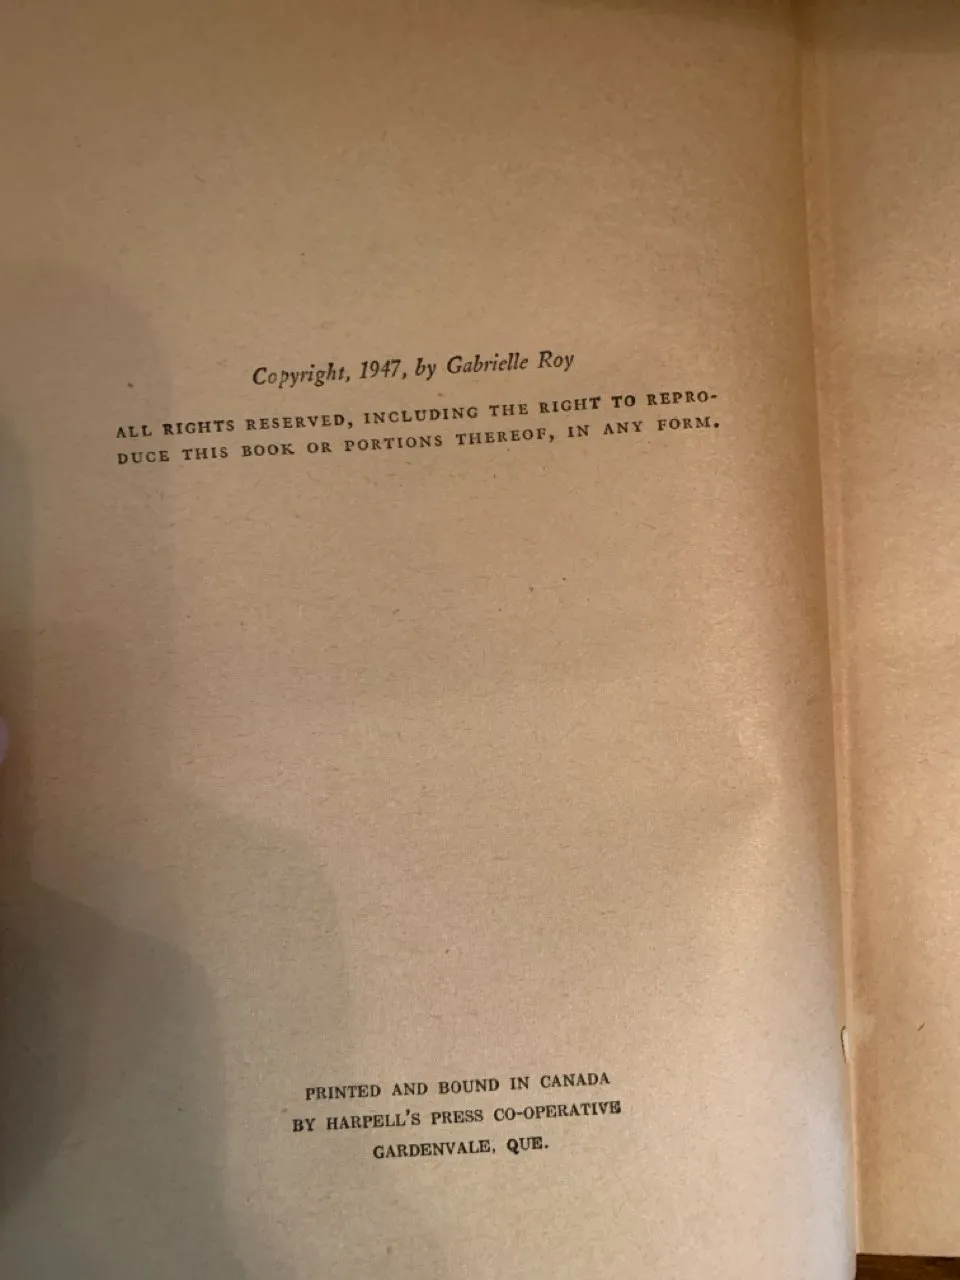 Copyright, 1947, by Gabrielle Roy
ALL RIGHTS RESERVED, INCLUDING THE RIGHT TO REPRO-
DUCE THIS BOOK OR PORTIONS THEREOF, IN ANY FORM.
PRINTED AND BOUND IN CANADA
BY HARPELL'S PRESS CO-OPERATIVE
GARDENVALE, QUE.